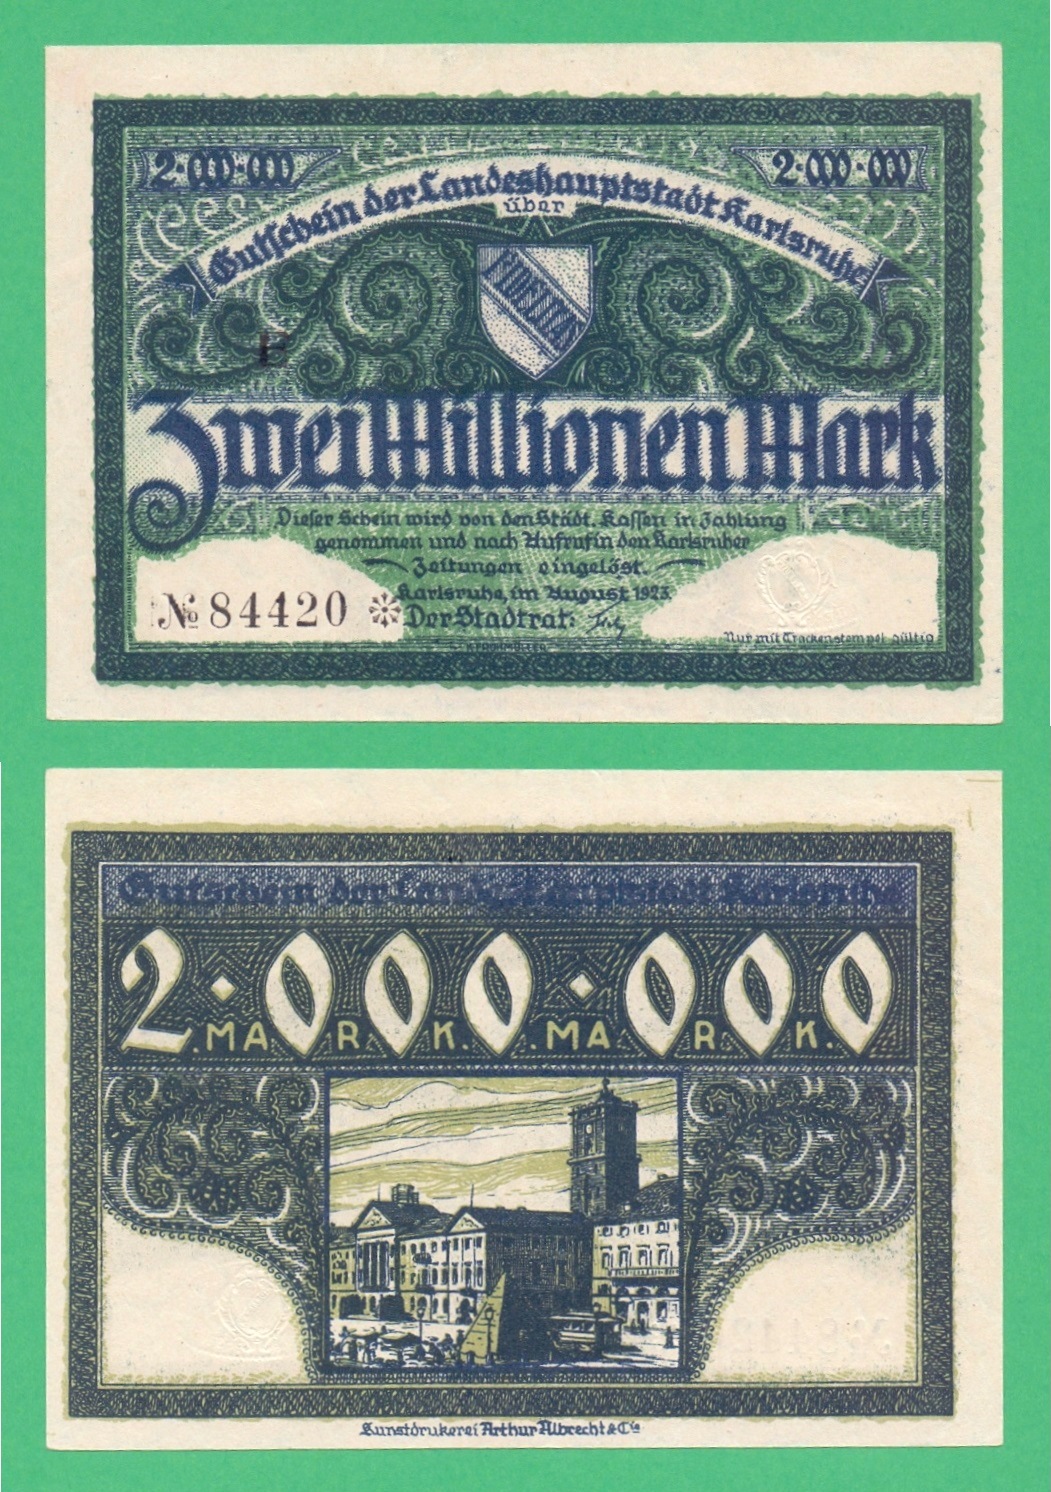 2·000·000
2·000·000
Gutschein der Landeshauptstadt Karlsruhe
über
FIDELITAS
Zwei Millionen Mark
Dieser Schein wird von den Städt. Kassen in Zahlung
genommen und nach Aufruf in den Karlsruher
Zeitungen eingelöst.
Karlsruhe, im August 1923.
Der Stadtrat:
№ 84420
Nur mit Trockenstempel gültig
Gutschein der Landeshauptstadt Karlsruhe
2·000·000
.MARK. .MARK.
Kunstdrukerei Arthur Albrecht & Cie